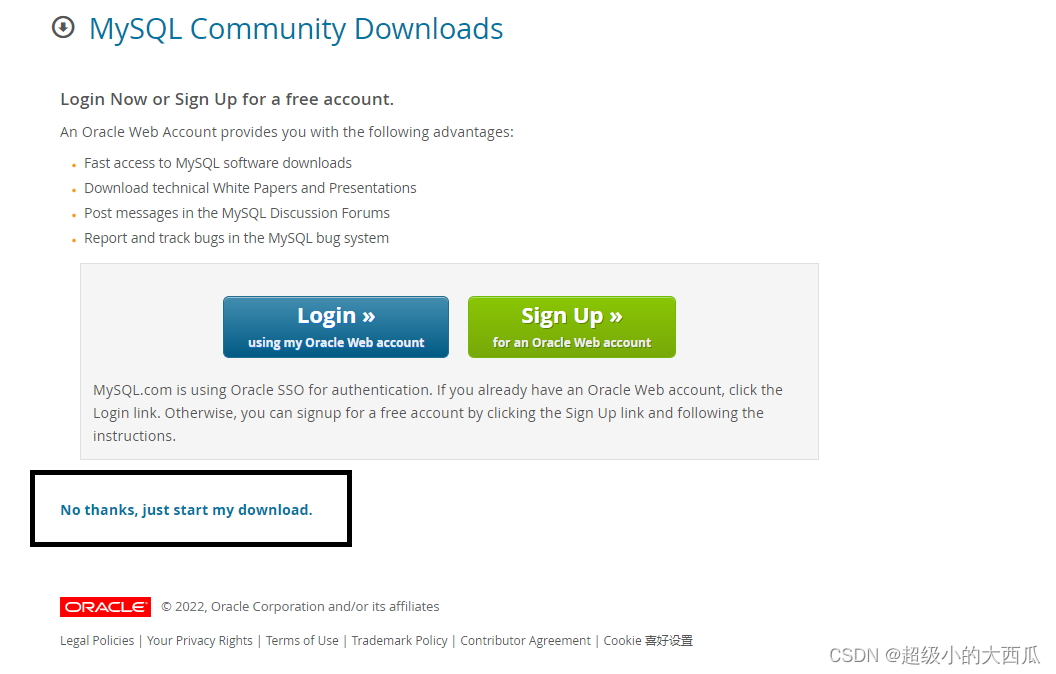 MySQL Community Downloads
Login Now or Sign Up for a free account.
An Oracle Web Account provides you with the following advantages:
Fast access to MySQL software downloads
Download technical White Papers and Presentations
Post messages in the MySQL Discussion Forums
Report and track bugs in the MySQL bug system
Login »
using my Oracle Web account
Sign Up »
for an Oracle Web account
MySQL.com is using Oracle SSO for authentication. If you already have an Oracle Web account, click the
Login link. Otherwise, you can signup for a free account by clicking the Sign Up link and following the
instructions.
No thanks, just start my download.
ORACLE © 2022, Oracle Corporation and/or its affiliates
Legal Policies | Your Privacy Rights | Terms of Use | Trademark Policy | Contributor Agreement | Cookie 喜好设置
CSDN @超级小的大西瓜